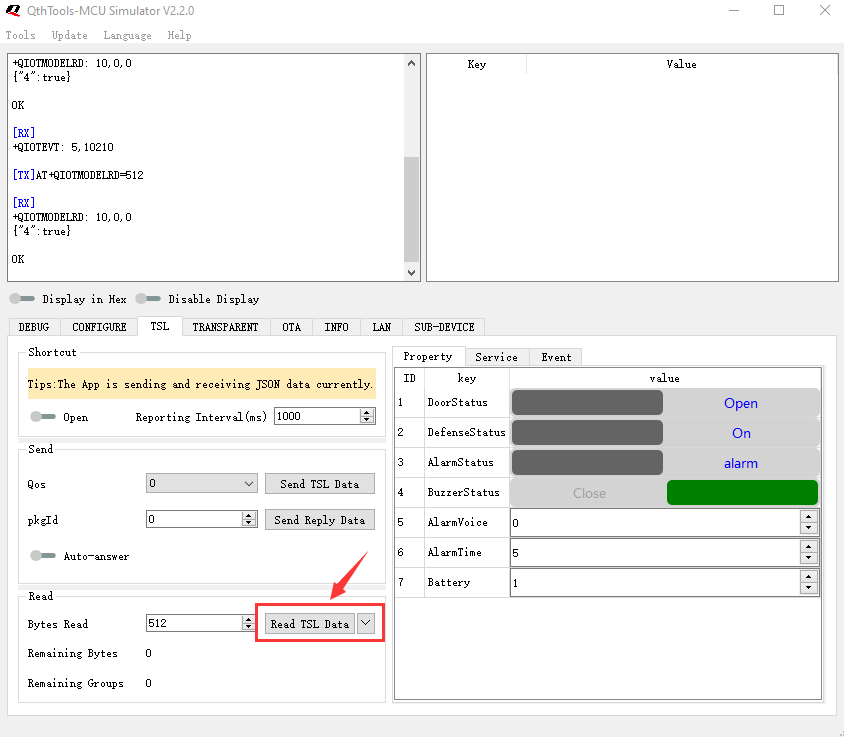 QthTools-MCU Simulator V2.2.0
Tools Update Language Help
+QIOTMODELRD: 10,0,0
{"4":true}
OK
[RX]
+QIOTEVT: 5,10210
[TX]AT+QIOTMODELRD=512
[RX]
+QIOTMODELRD: 10,0,0
{"4":true}
OK
Key Value
Display in Hex Disable Display
DEBUG CONFIGURE TSL TRANSPARENT OTA INFO LAN SUB-DEVICE
Shortcut
Tips:The App is sending and receiving JSON data currently.
Open Reporting Interval(ms) 1000
Send
Qos 0 Send TSL Data
pkgId 0 Send Reply Data
Auto-answer
Read
Bytes Read 512 Read TSL Data
Remaining Bytes 0
Remaining Groups 0
Property Service Event
ID key value
1 DoorStatus Open
2 DefenseStatus On
3 AlarmStatus alarm
4 BuzzerStatus Close
5 AlarmVoice 0
6 AlarmTime 5
7 Battery 1